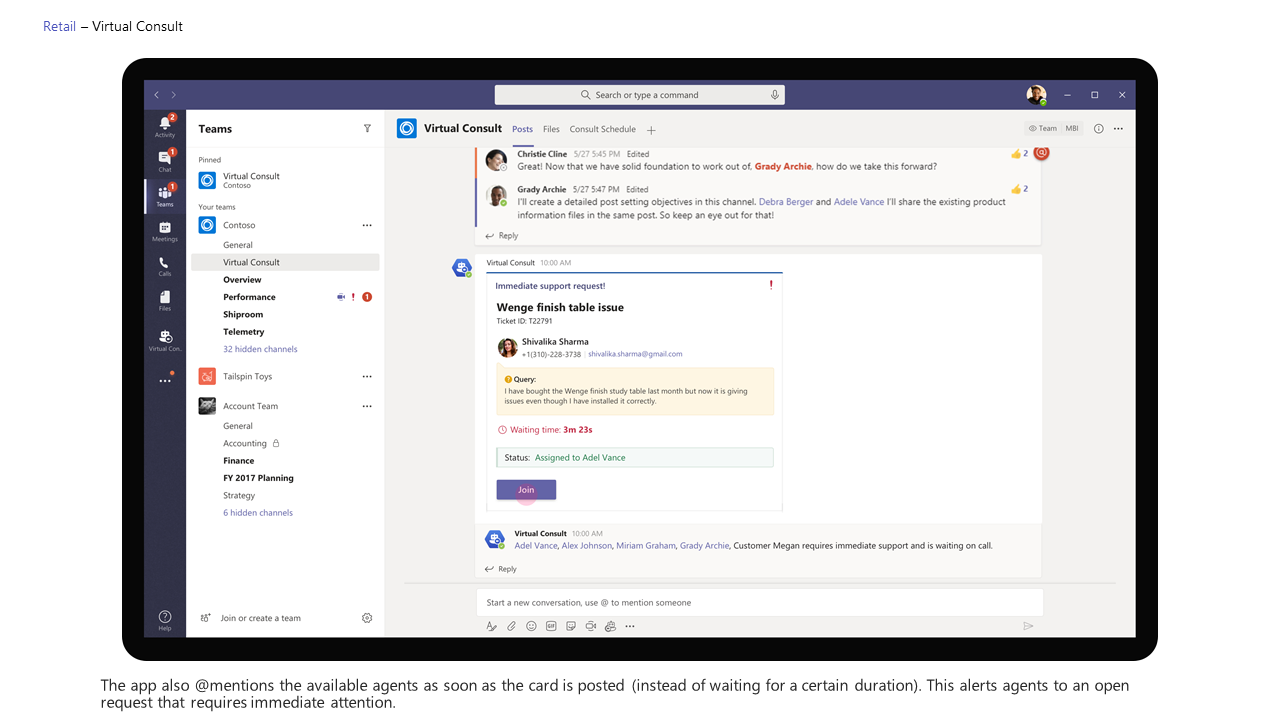 Retail – Virtual Consult
Search or type a command
2
Activity
1
Chat
1
Teams
Meetings
Calls
Files
Virtual Con..
Help
Teams
Pinned
Virtual Consult
Contoso
Your teams
Contoso
General
Virtual Consult
Overview
Performance ! 1
Shiproom
Telemetry
32 hidden channels
Tailspin Toys
Account Team
General
Accounting
Finance
FY 2017 Planning
Strategy
6 hidden channels
Join or create a team
Virtual Consult Posts Files Consult Schedule +
Team MBI
Christie Cline 5/27 5:45 PM Edited 2 @
Great! Now that we have solid foundation to work out of, Grady Archie, how do we take this forward?
Grady Archie 5/27 5:47 PM Edited 2
I'll create a detailed post setting objectives in this channel. Debra Berger and Adele Vance I'll share the existing product
information files in the same post. So keep an eye out for that!
Reply
Virtual Consult 10:00 AM
Immediate support request! !
Wenge finish table issue
Ticket ID: T22791
Shivalika Sharma
+1(310)-228-3738 | shivalika.sharma@gmail.com
? Query:
I have bought the Wenge finish study table last month but now it is giving
issues even though I have installed it correctly.
Waiting time: 3m 23s
Status: Assigned to Adel Vance
Join
Virtual Consult 10:00 AM
Adel Vance, Alex Johnson, Miriam Graham, Grady Archie, Customer Megan requires immediate support and is waiting on call.
Reply
Start a new conversation, use @ to mention someone
GIF
The app also @mentions the available agents as soon as the card is posted (instead of waiting for a certain duration). This alerts agents to an open
request that requires immediate attention.